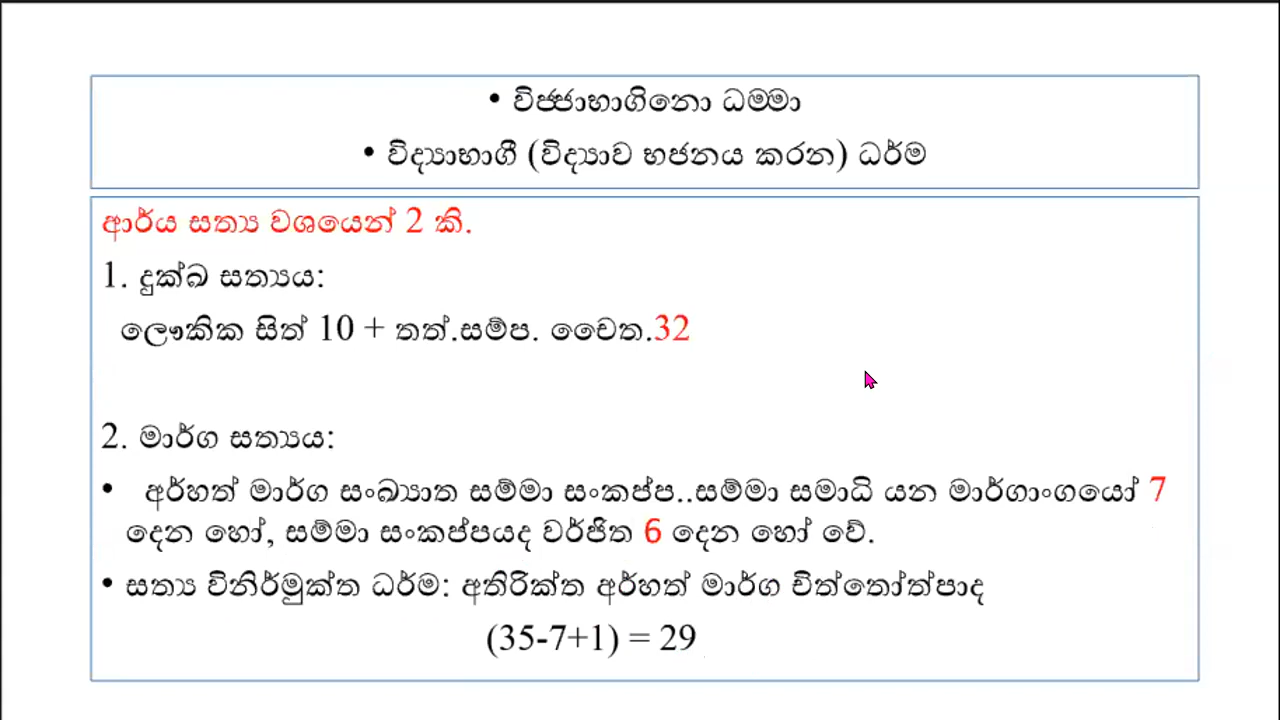 • විජ්ජාභාගිනො ධම්මා
• විද්‍යාභාගී (විද්‍යාව භජනය කරන) ධර්ම
ආර්ය සත්‍ය වශයෙන් 2 කි.
1. දුක්ඛ සත්‍යය:
ලෞකික සිත් 10 + තත්.සම්ප. චෛත.32
2. මාර්ග සත්‍යය:
• අර්හත් මාර්ග සංඛ්‍යාත සම්මා සංකප්ප..සම්මා සමාධි යන මාර්ගාංගයෝ 7
දෙන හෝ, සම්මා සංකප්පයද වර්ජිත 6 දෙන හෝ වේ.
• සත්‍ය විනිර්මුක්ත ධර්ම: අතිරික්ත අර්හත් මාර්ග චිත්තෝත්පාද
(35-7+1) = 29